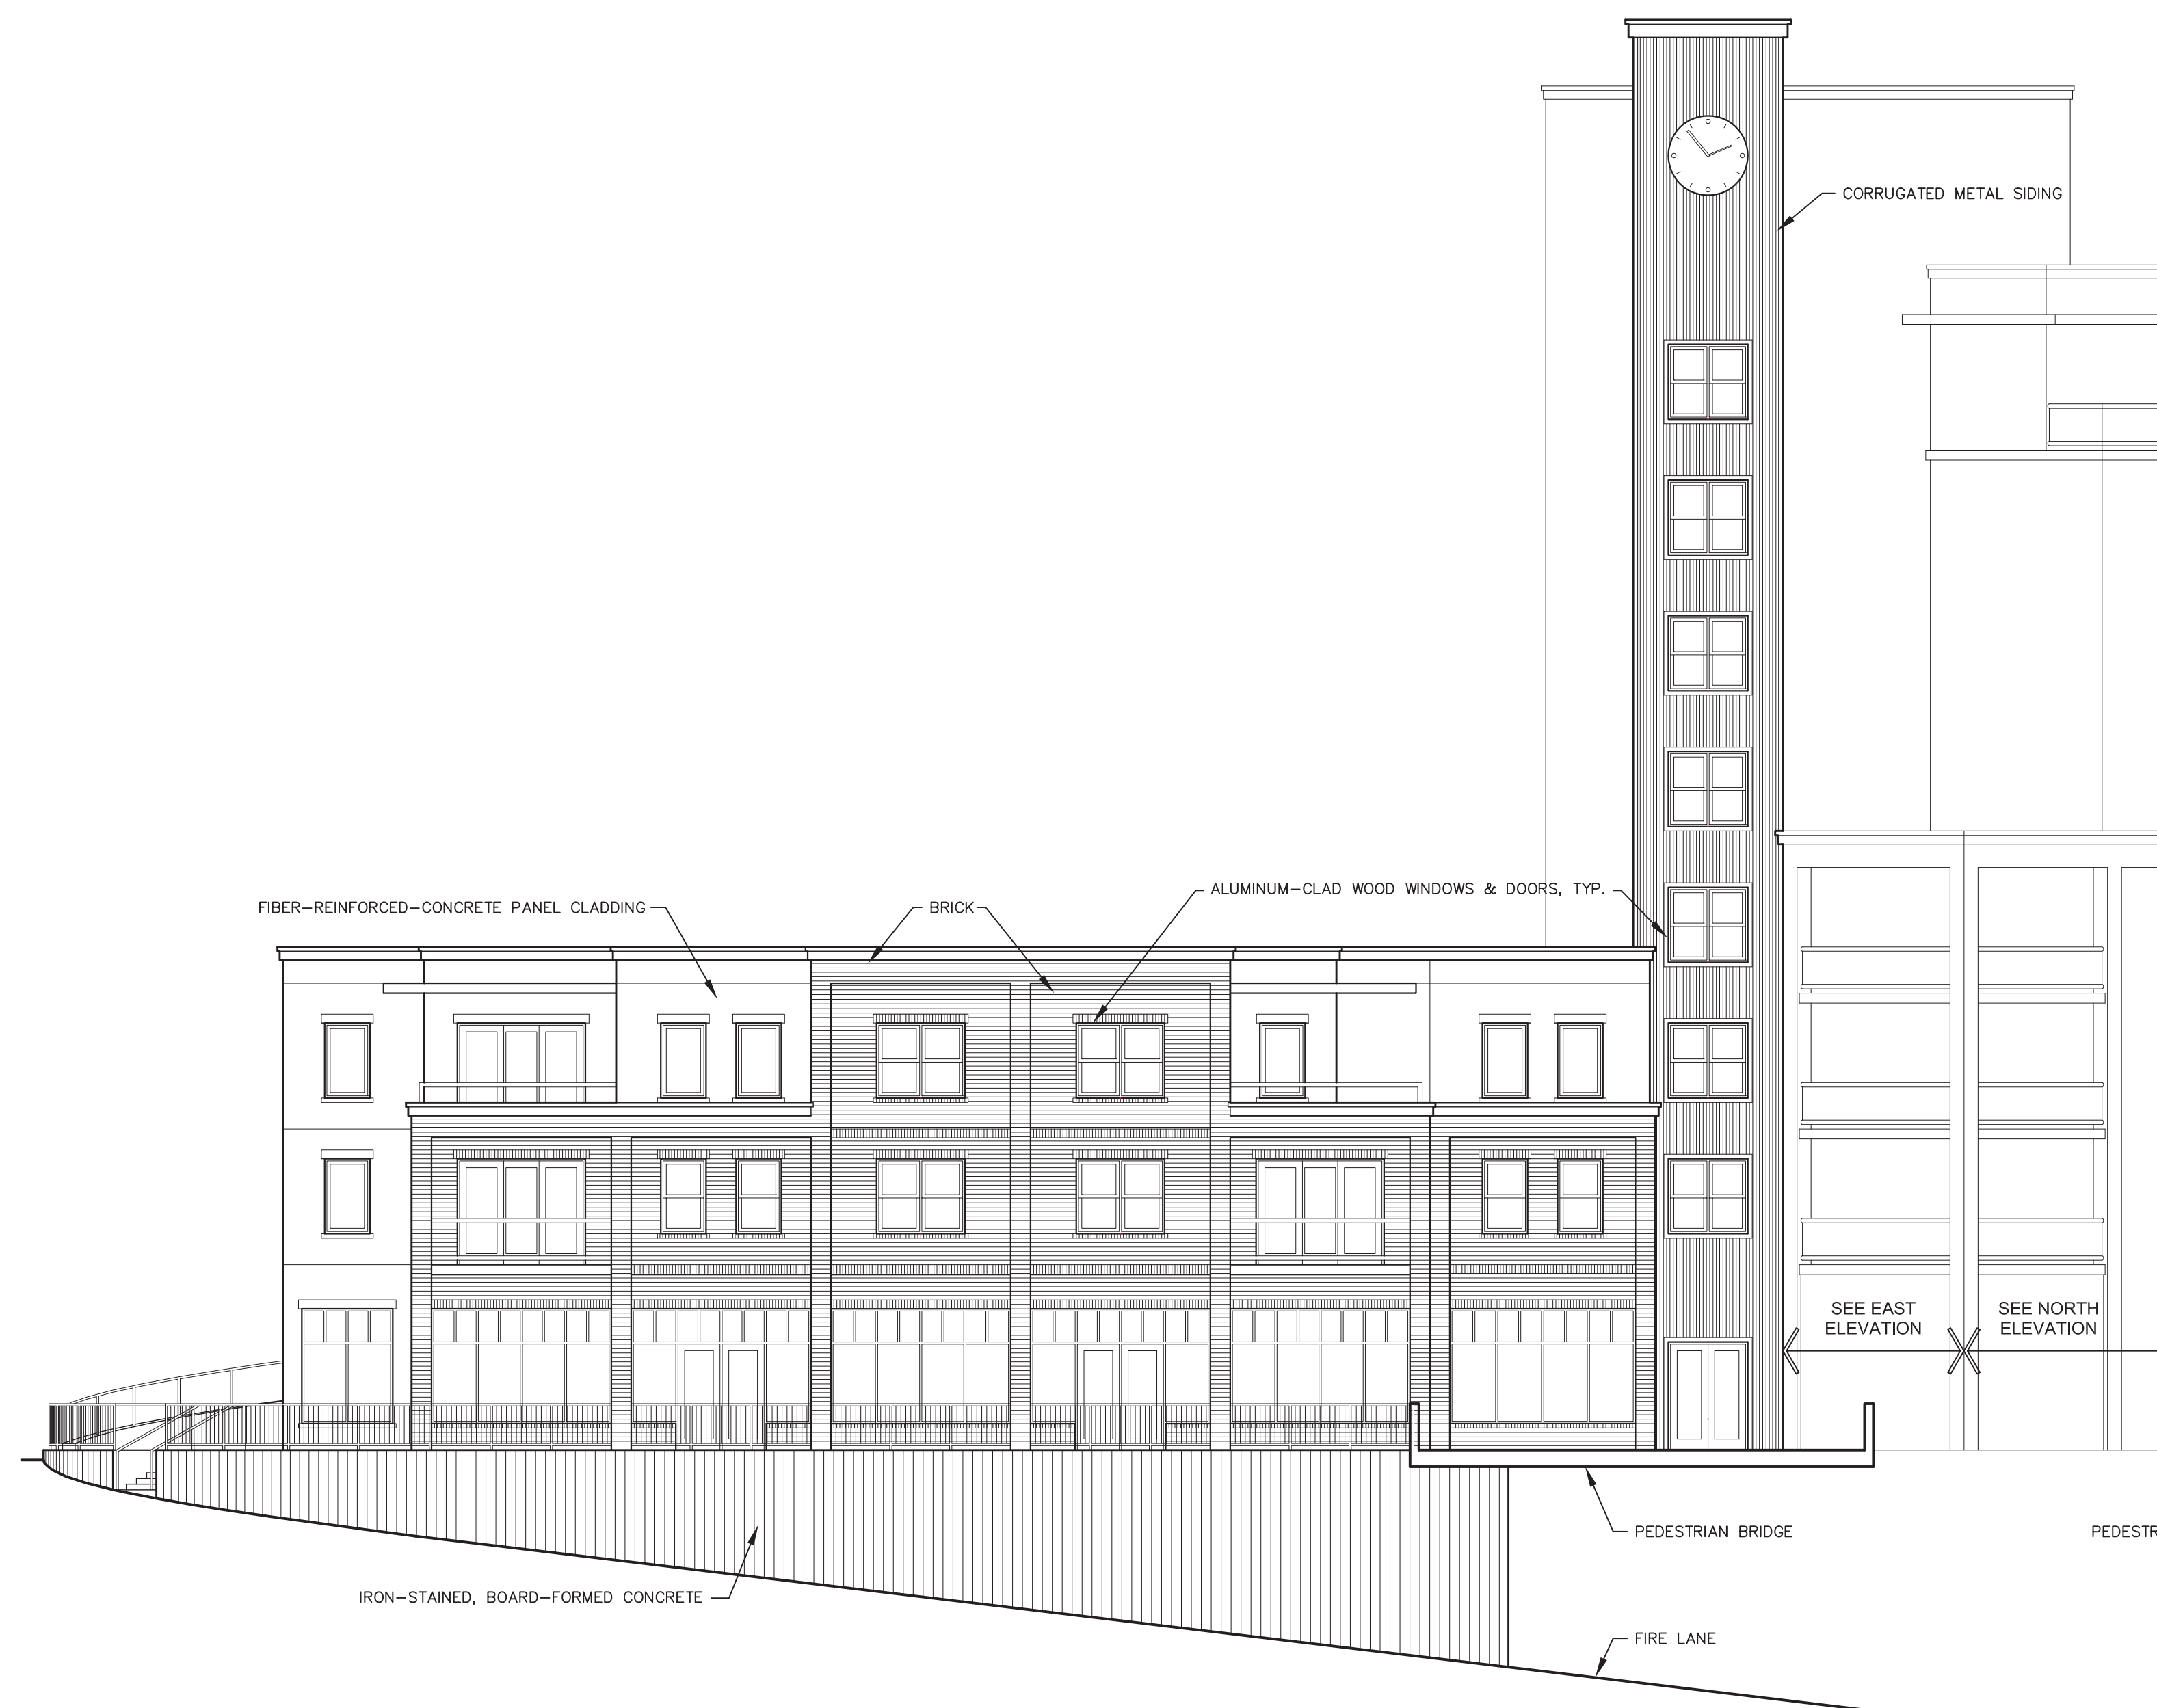 CORRUGATED METAL SIDING
ALUMINUM-CLAD WOOD WINDOWS & DOORS, TYP.
FIBER-REINFORCED-CONCRETE PANEL CLADDING
BRICK
SEE EAST
ELEVATION
SEE NORTH
ELEVATION
PEDESTRIAN BRIDGE
PEDESTR
IRON-STAINED, BOARD-FORMED CONCRETE
FIRE LANE